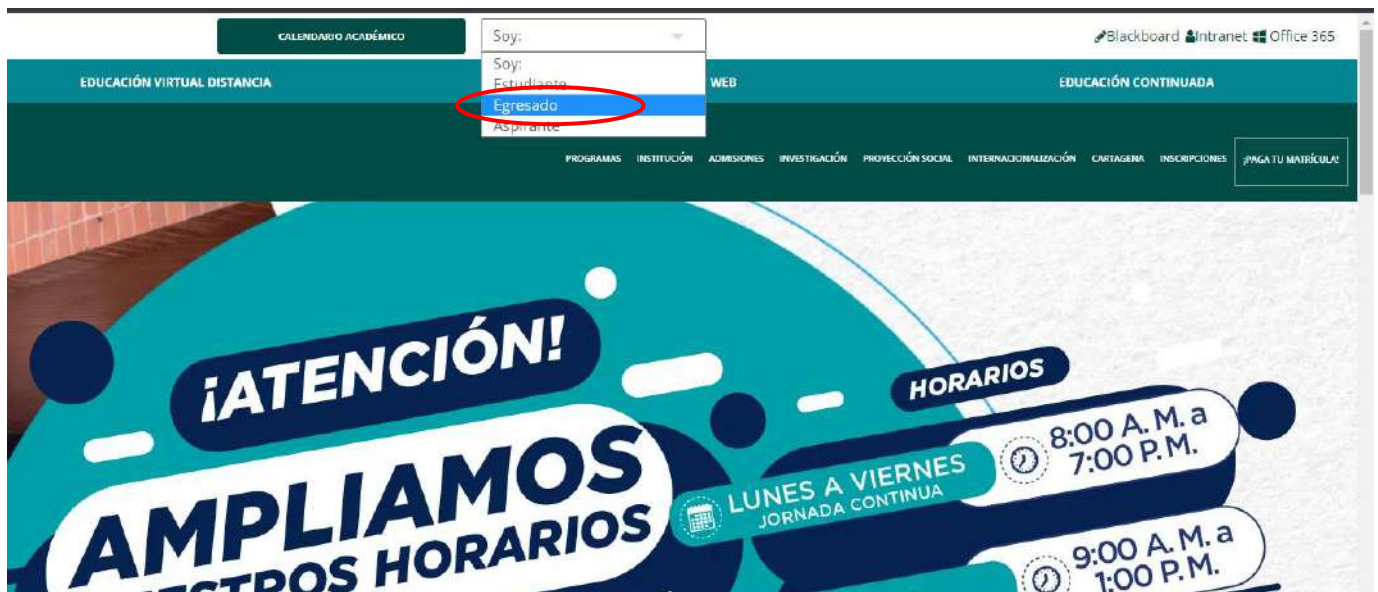 CALENDARIO ACADÉMICO
Soy:
Blackboard Intranet Office 365
Soy:
Estudiante
Egresado
Aspirante
EDUCACIÓN VIRTUAL DISTANCIA
WEB
EDUCACIÓN CONTINUADA
PROGRAMAS INSTITUCIÓN ADMISIONES INVESTIGACIÓN PROYECCIÓN SOCIAL INTERNACIONALIZACIÓN CARTAGENA INSCRIPCIONES ¡PAGA TU MATRÍCULA!
¡ATENCIÓN!
AMPLIAMOS
NUESTROS HORARIOS
HORARIOS
LUNES A VIERNES
JORNADA CONTINUA
8:00 A. M. a
7:00 P. M.
9:00 A. M. a
1:00 P. M.